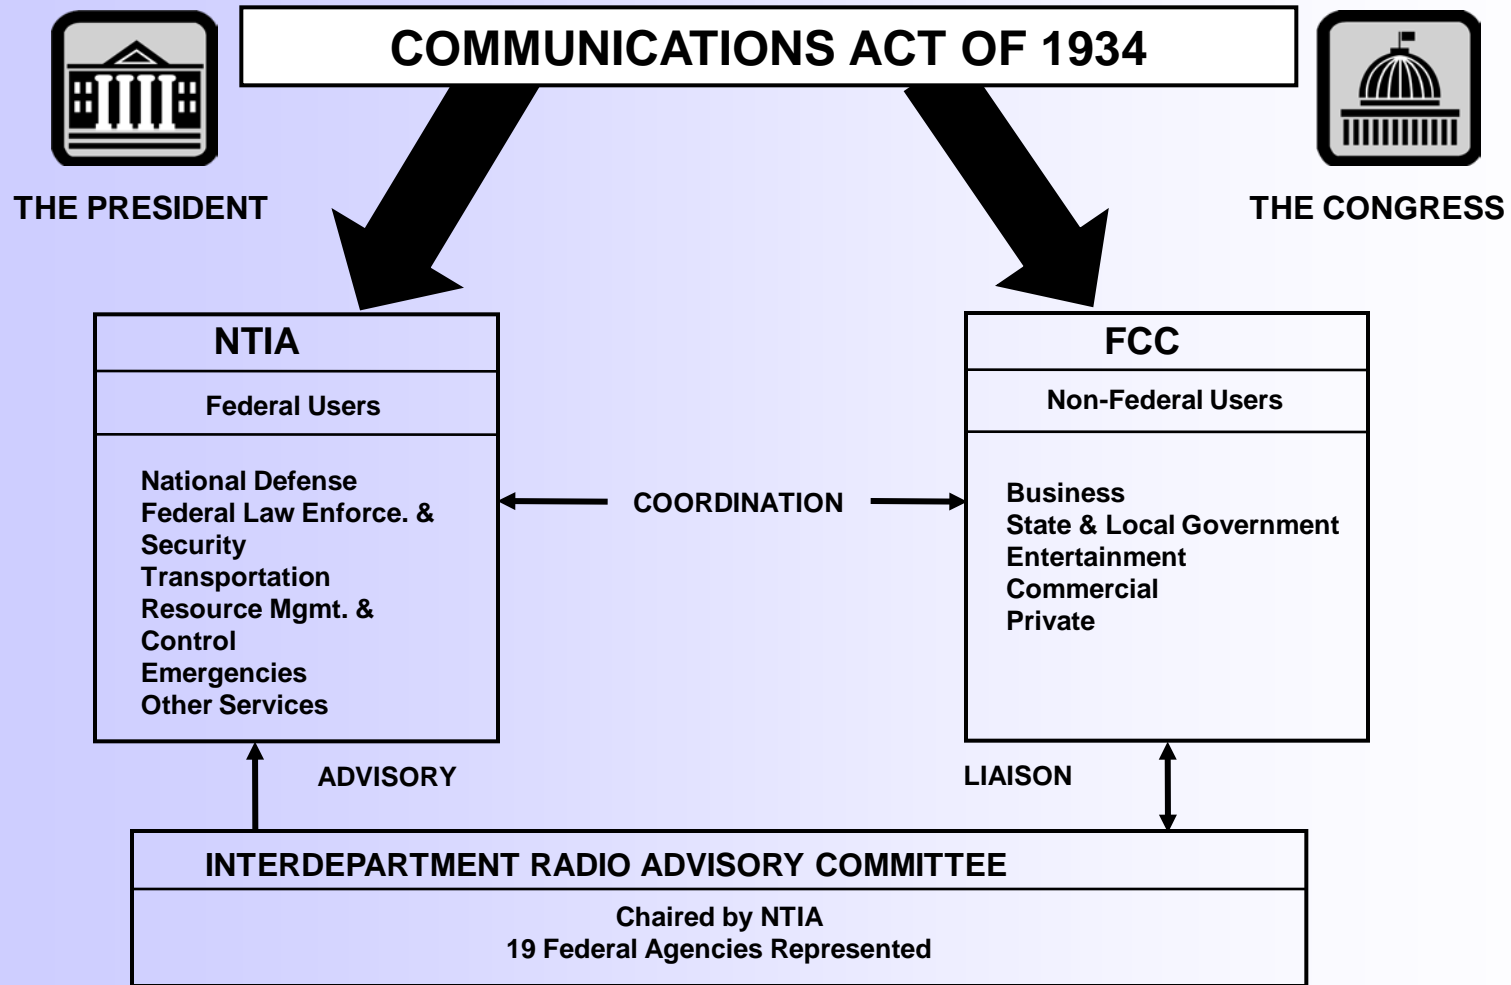 COMMUNICATIONS ACT OF 1934
THE PRESIDENT
THE CONGRESS
NTIA
Federal Users
National Defense
Federal Law Enforce. &
Security
Transportation
Resource Mgmt. &
Control
Emergencies
Other Services
COORDINATION
FCC
Non-Federal Users
Business
State & Local Government
Entertainment
Commercial
Private
ADVISORY
LIAISON
INTERDEPARTMENT RADIO ADVISORY COMMITTEE
Chaired by NTIA
19 Federal Agencies Represented